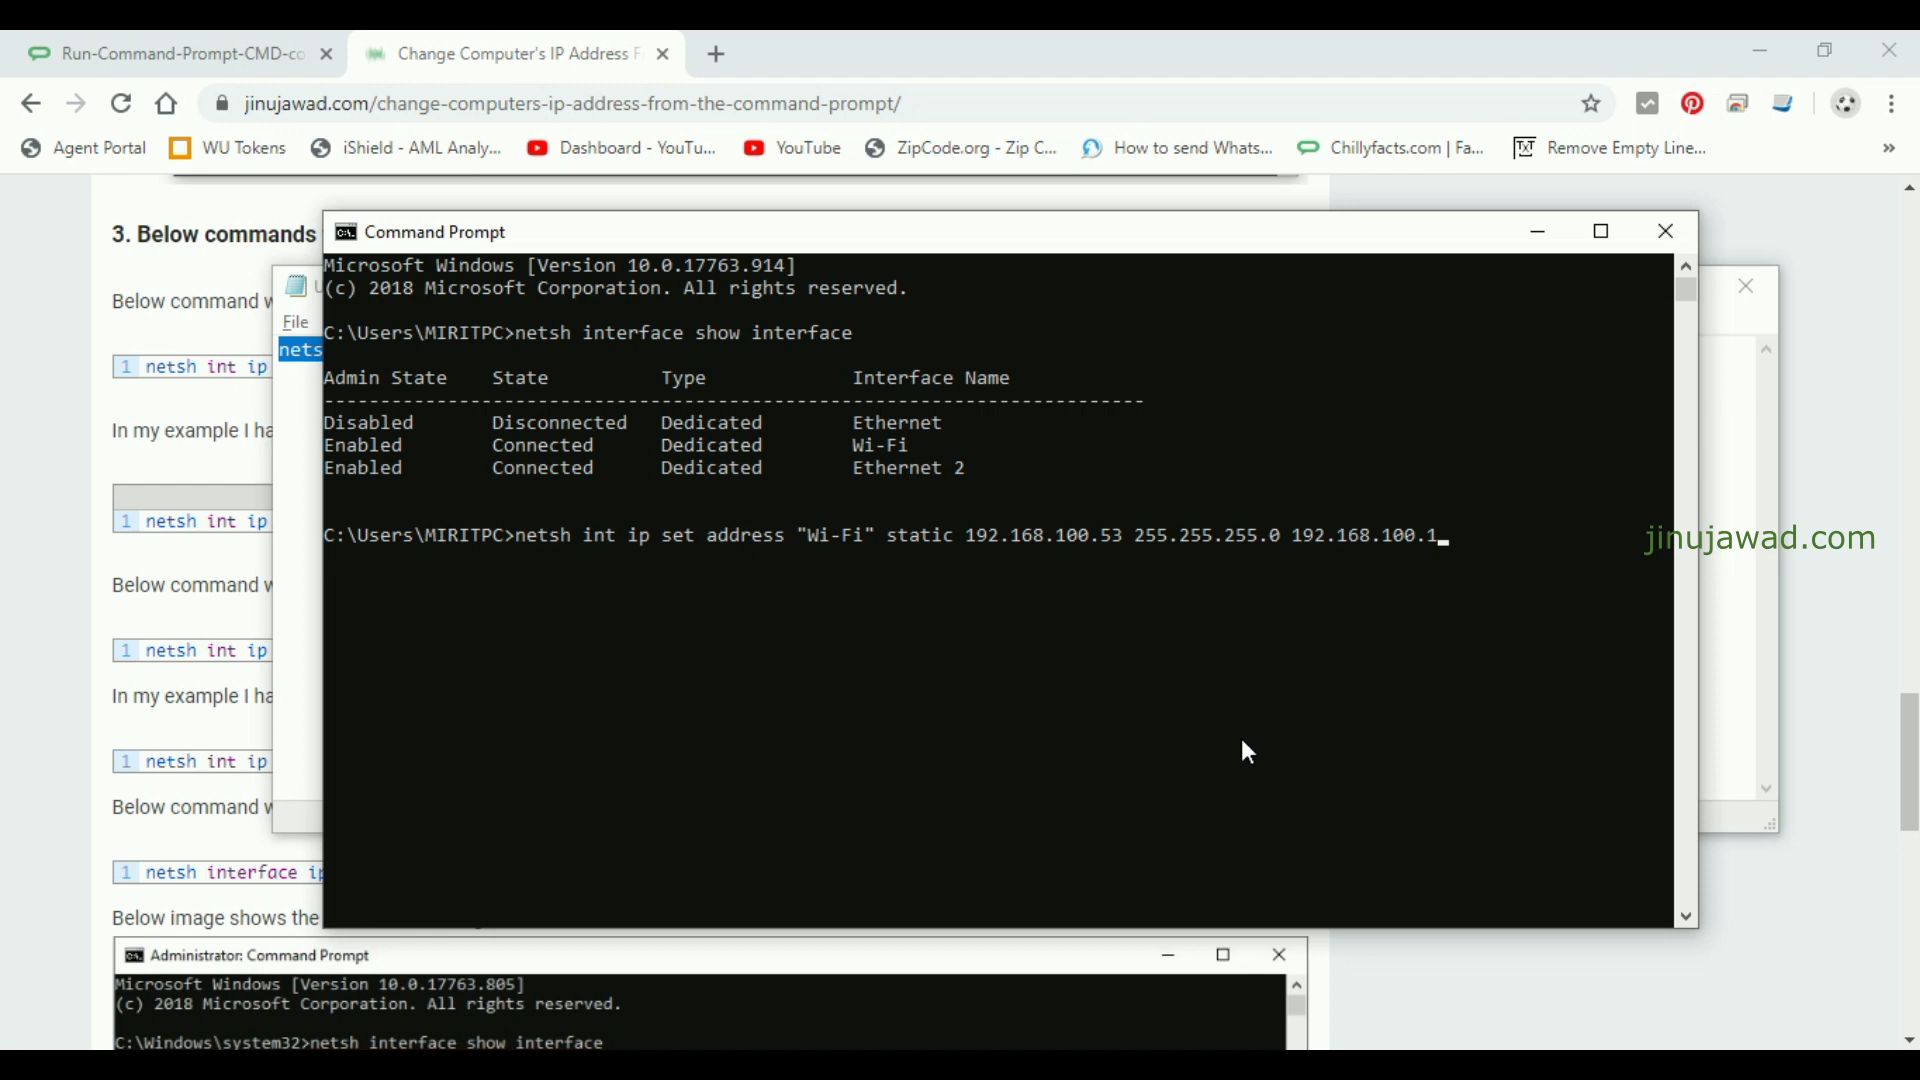 Run-Command-Prompt-CMD-co
Change Computer's IP Address F
jinujawad.com/change-computers-ip-address-from-the-command-prompt/
Agent Portal
WU Tokens
iShield - AML Analy...
Dashboard - YouTu...
YouTube
ZipCode.org - Zip C...
How to send Whats...
Chillyfacts.com | Fa...
Remove Empty Line...
»
3. Below commands
Below command w
1 netsh int ip
In my example I ha
1 netsh int ip
Below command w
1 netsh int ip
In my example I ha
1 netsh int ip
Below command w
1 netsh interface ip
Below image shows the
File
nets
Command Prompt
Microsoft Windows [Version 10.0.17763.914]
(c) 2018 Microsoft Corporation. All rights reserved.
C:\Users\MIRITPC>netsh interface show interface
Admin State State Type Interface Name
-------------------------------------------------------------------------
Disabled Disconnected Dedicated Ethernet
Enabled Connected Dedicated Wi-Fi
Enabled Connected Dedicated Ethernet 2
C:\Users\MIRITPC>netsh int ip set address "Wi-Fi" static 192.168.100.53 255.255.255.0 192.168.100.1
jinujawad.com
Administrator: Command Prompt
Microsoft Windows [Version 10.0.17763.805]
(c) 2018 Microsoft Corporation. All rights reserved.
C:\Windows\system32>netsh interface show interface